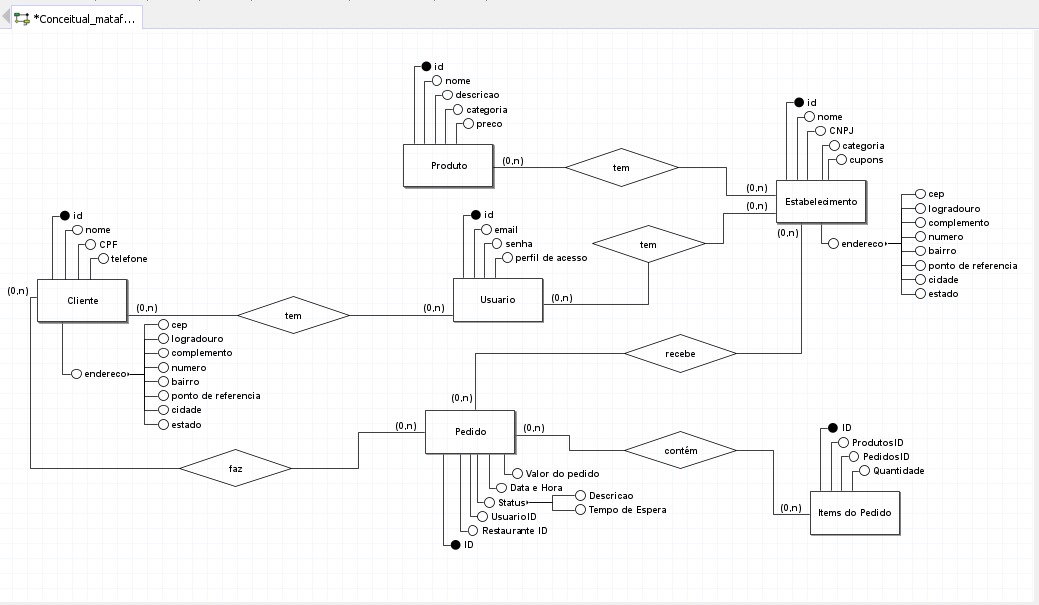 *Conceitual_mataf...
id
nome
descricao
categoria
preco
Produto
(0,n)
tem
(0,n)
id
nome
CNPJ
categoria
cupons
Estabelecimento
(0,n)
(0,n)
endereco
cep
logradouro
complemento
numero
bairro
ponto de referencia
cidade
estado
id
nome
CPF
telefone
(0,n)
Cliente
(0,n)
tem
(0,n)
id
email
senha
perfil de acesso
Usuario
(0,n)
tem
endereco
cep
logradouro
complemento
numero
bairro
ponto de referencia
cidade
estado
recebe
(0,n)
(0,n)
Pedido
(0,n)
faz
contém
Valor do pedido
Data e Hora
Status
Descricao
Tempo de Espera
UsuarioID
Restaurante ID
ID
ID
ProdutosID
PedidosID
Quantidade
(0,n)
Items do Pedido